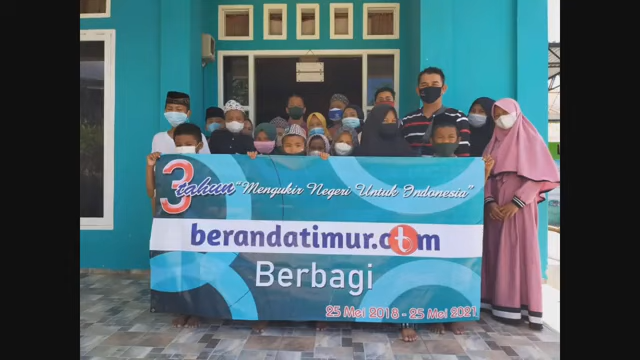 3 tahun "Mengukir Negeri Untuk Indonesia"
berandatimur.com
Berbagi
25 Mei 2018 - 25 Mei 2021